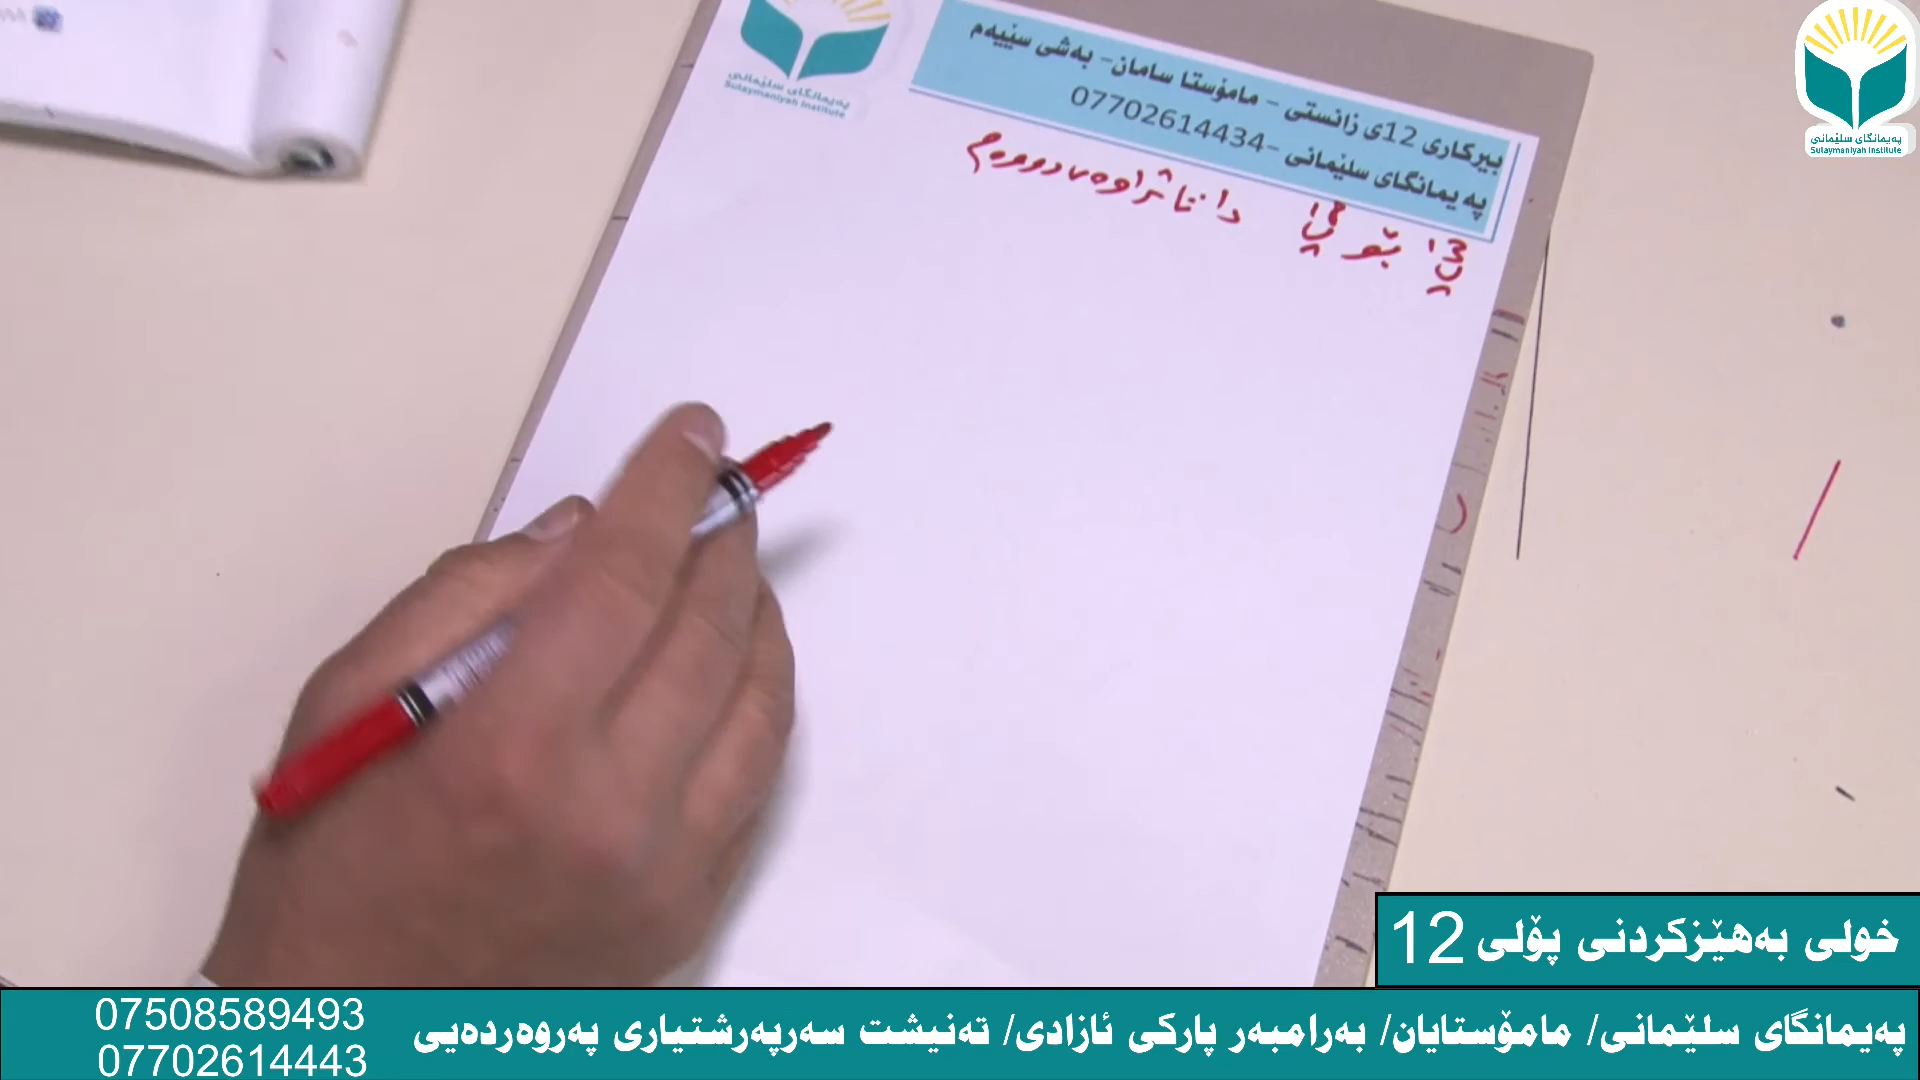 بیرکاری 12ی زانستی - مامۆستا سامان- بەشی سێیەم
پەیمانگای سلێمانی -07702614434
پەیمانگای سلێمانی
Sulaymaniyah Institute
دووەم
پەیمانگای سلێمانی
Sulaymaniyah Institute
خولی بەهێزکردنی پۆلی 12
پەیمانگای سلێمانی/ مامۆستایان/ بەرامبەر پارکی ئازادی/ تەنیشت سەرپەرشتیاری پەروەردەیی
07508589493
07702614443